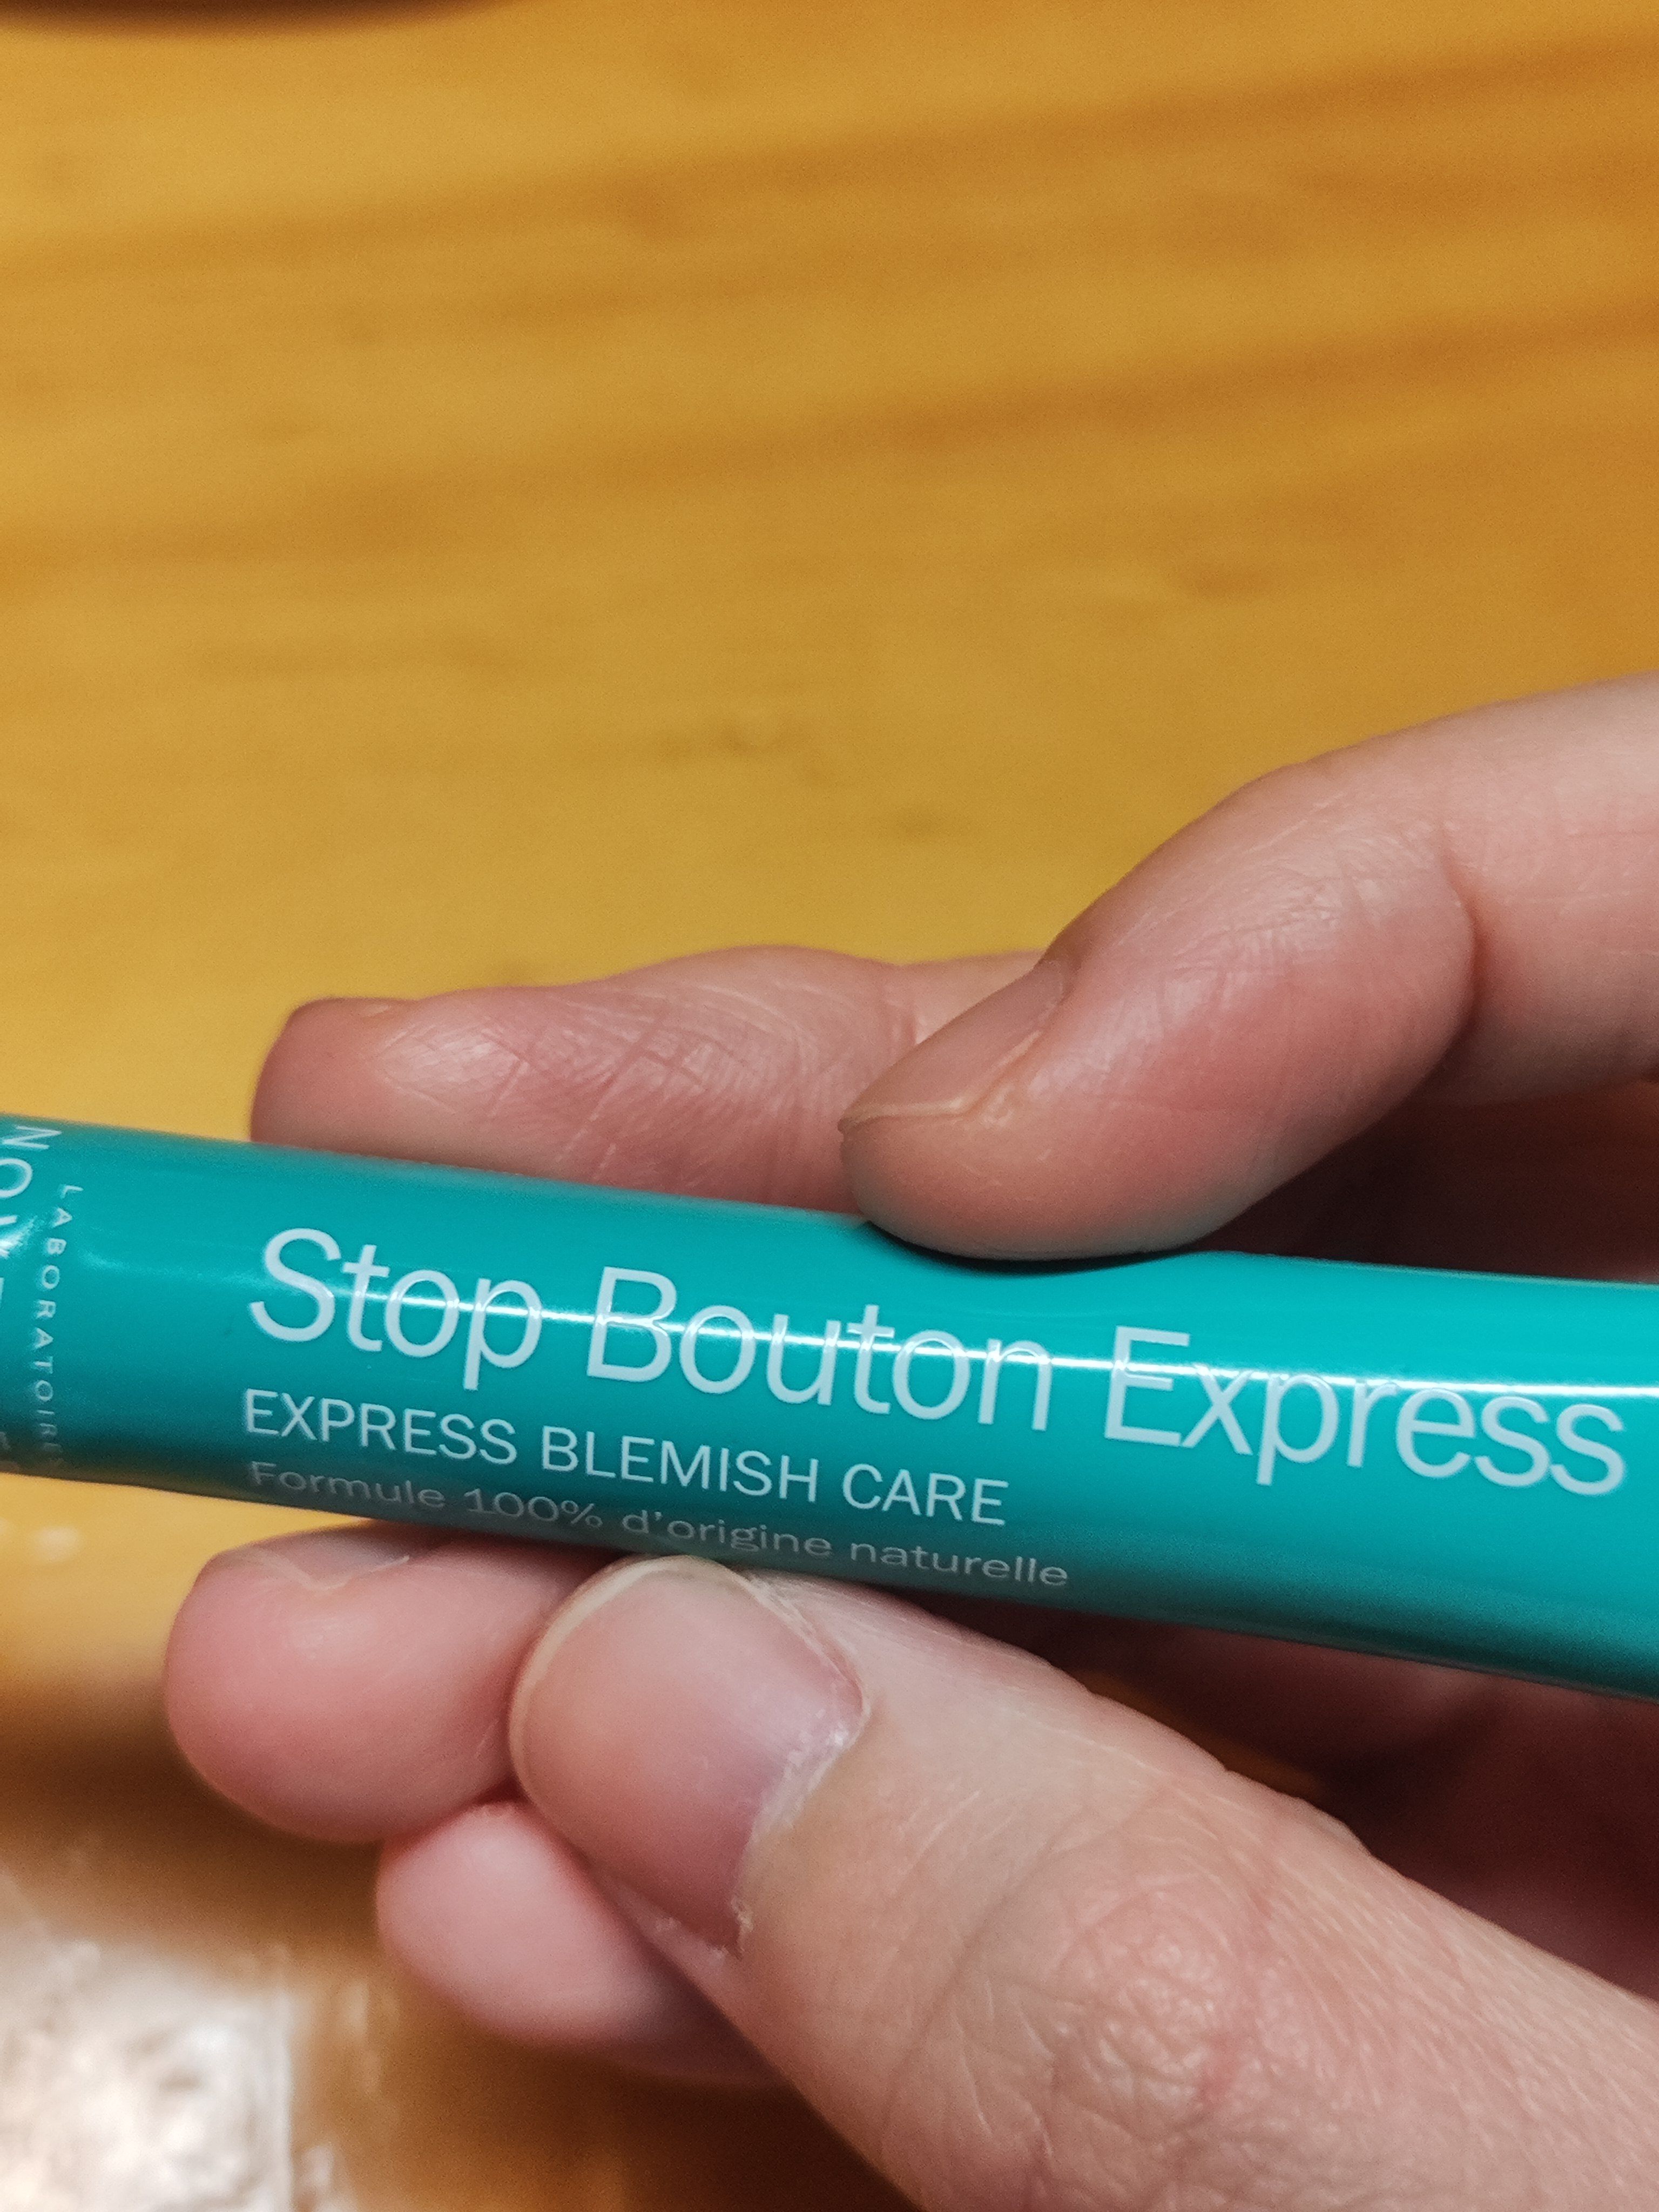 LABORATOIRES
Stop Bouton Express
EXPRESS BLEMISH CARE
Formule 100% d'origine naturelle